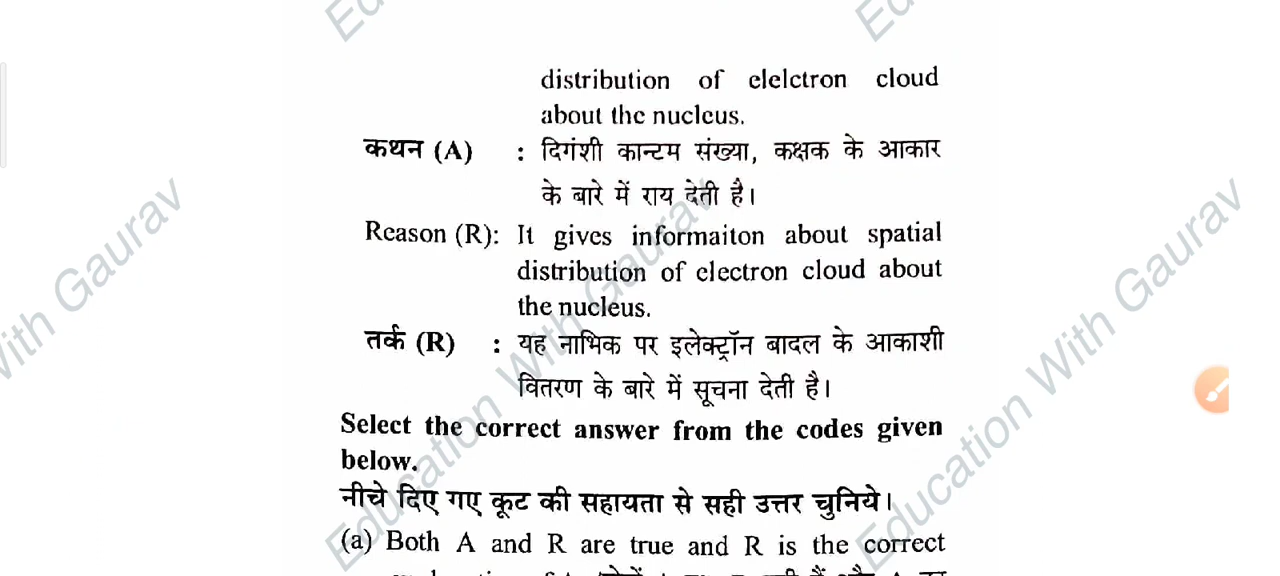 distribution of elelctron cloud
about the nucleus.
कथन (A) : दिगंशी कान्टम संख्या, कक्षक के आकार
के बारे में राय देती है।
Reason (R): It gives informaiton about spatial
distribution of electron cloud about
the nucleus.
तर्क (R) : यह नाभिक पर इलेक्ट्रॉन बादल के आकाशी
वितरण के बारे में सूचना देती है।
Select the correct answer from the codes given
below.
नीचे दिए गए कूट की सहायता से सही उत्तर चुनिये।
(a) Both A and R are true and R is the correct
With Gaurav
Education With Gaurav
Education With Gaurav